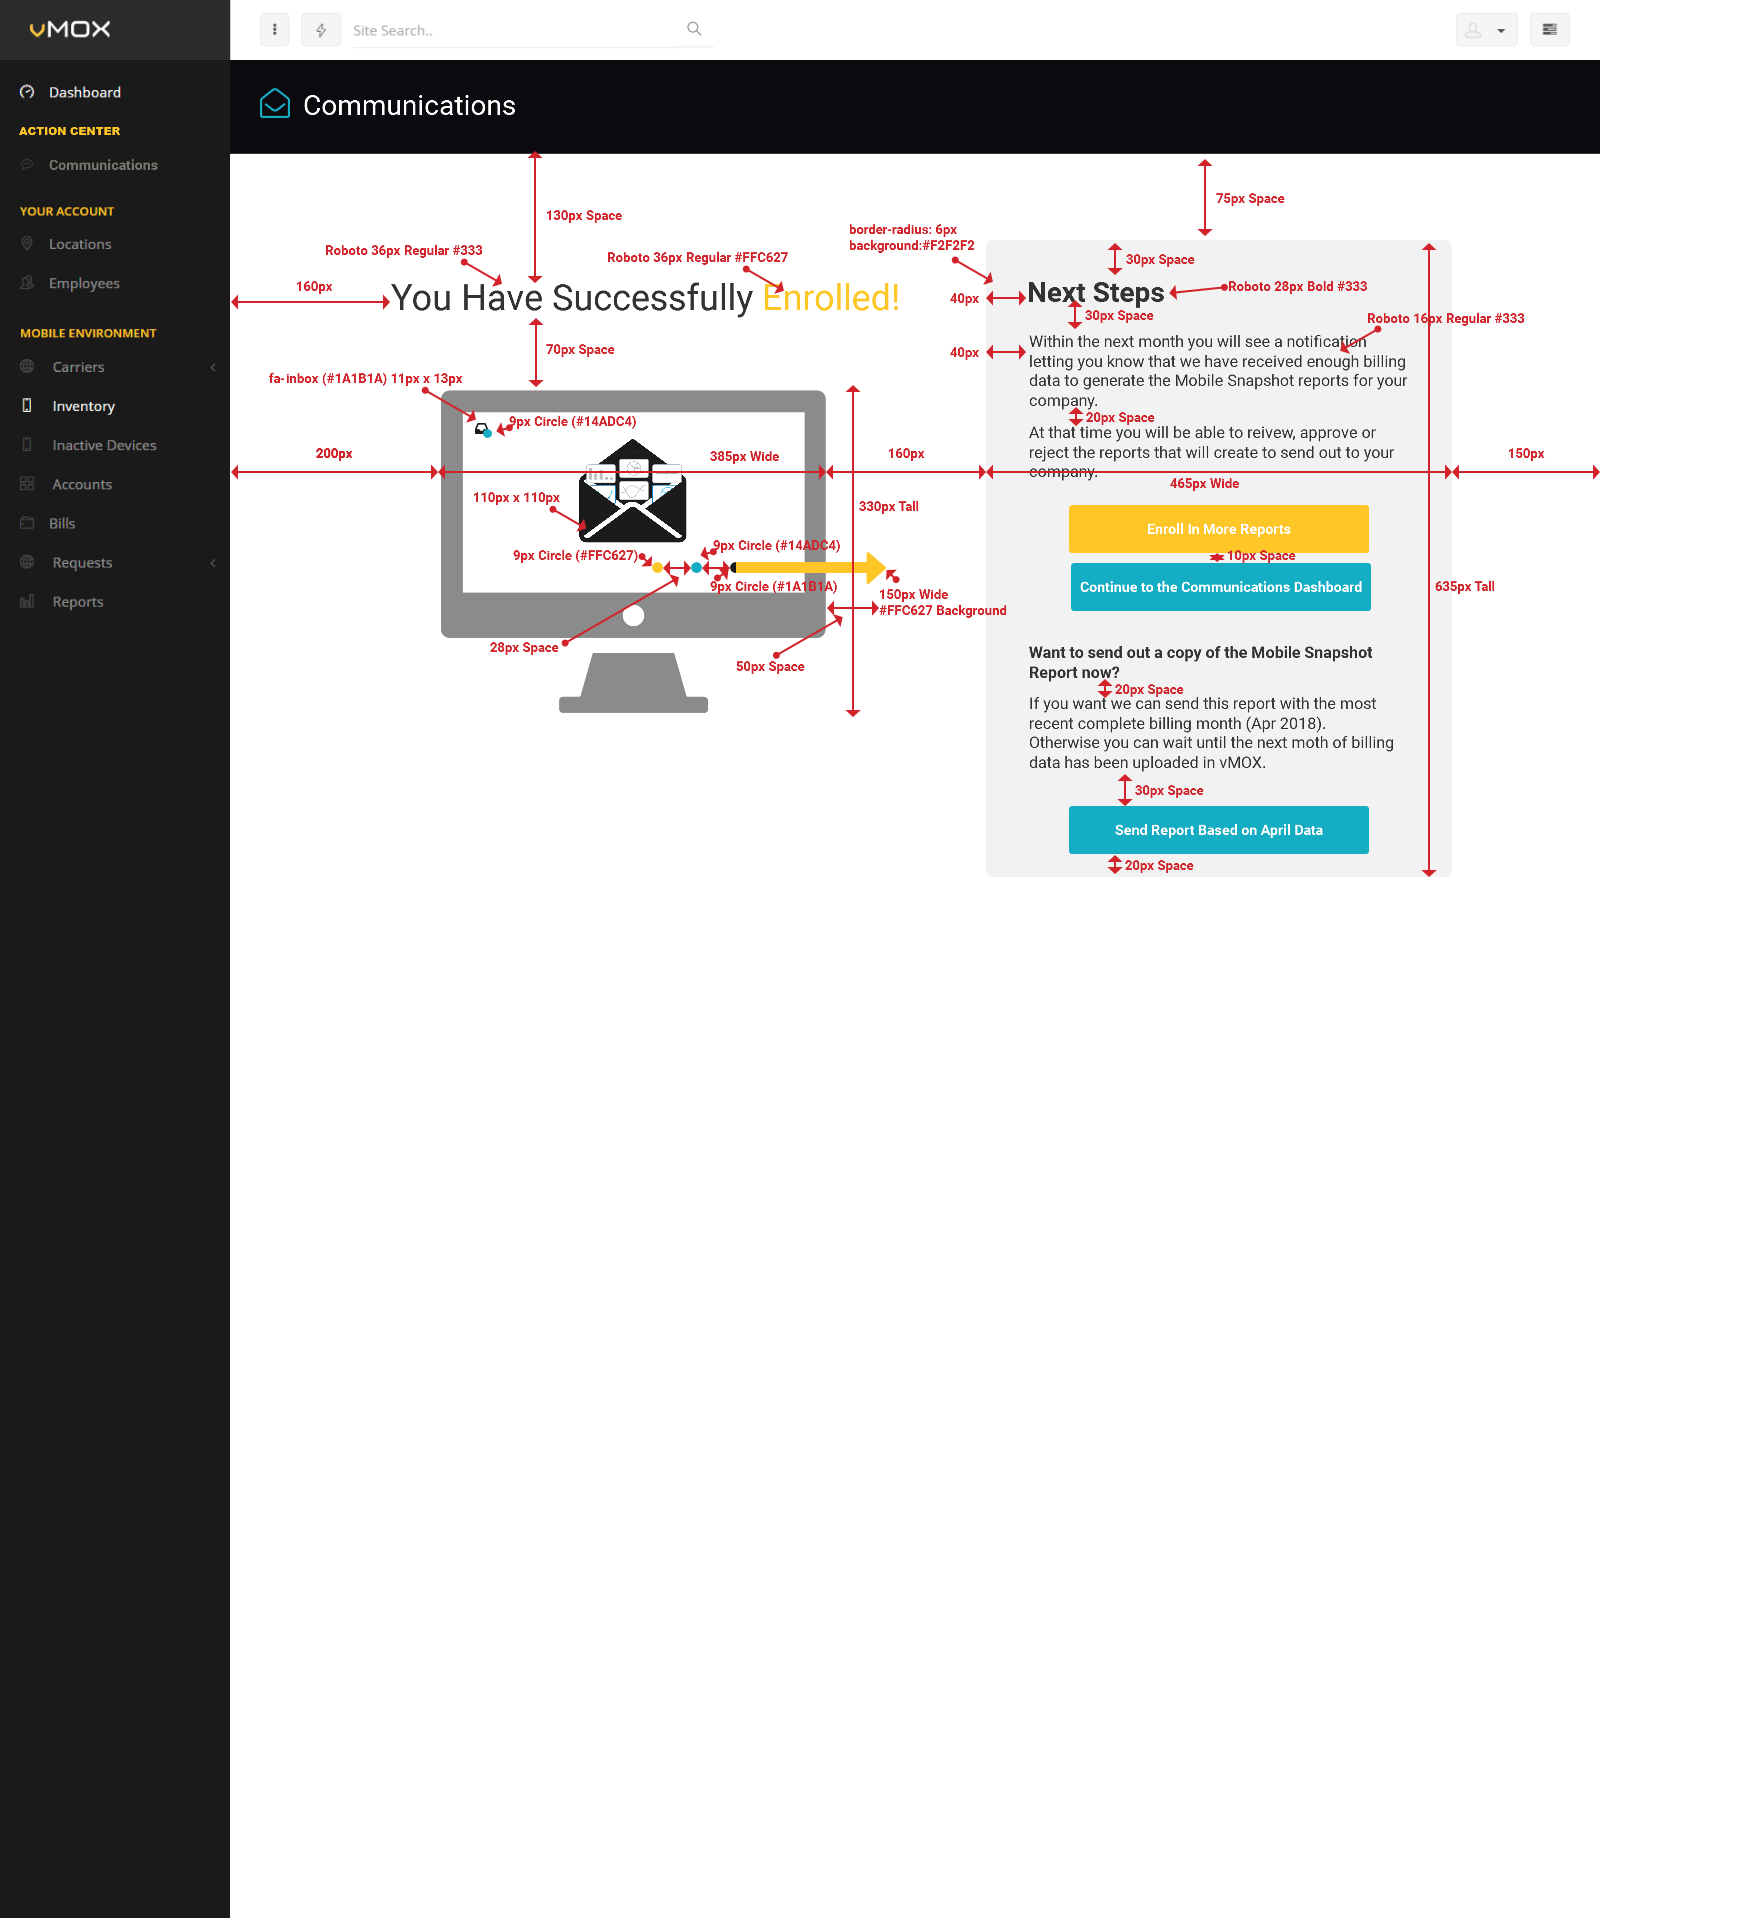 vMOX
Site Search..
Dashboard
ACTION CENTER
Communications
YOUR ACCOUNT
Locations
Employees
MOBILE ENVIRONMENT
Carriers
Inventory
Inactive Devices
Accounts
Bills
Requests
Reports
Communications
130px Space
75px Space
Roboto 36px Regular #333
Roboto 36px Regular #FFC627
border-radius: 6px
background:#F2F2F2
160px
You Have Successfully Enrolled!
70px Space
fa-inbox (#1A1B1A) 11px x 13px
9px Circle (#14ADC4)
200px
385px Wide
160px
110px x 110px
330px Tall
9px Circle (#FFC627)
9px Circle (#14ADC4)
9px Circle (#1A1B1A)
150px Wide
#FFC627 Background
28px Space
50px Space
30px Space
40px
Next Steps
Roboto 28px Bold #333
30px Space
Roboto 16px Regular #333
40px
Within the next month you will see a notification
letting you know that we have received enough billing
data to generate the Mobile Snapshot reports for your
company.
20px Space
At that time you will be able to reivew, approve or
reject the reports that will create to send out to your
company.
150px
465px Wide
Enroll In More Reports
10px Space
Continue to the Communications Dashboard
635px Tall
Want to send out a copy of the Mobile Snapshot
Report now?
20px Space
If you want we can send this report with the most
recent complete billing month (Apr 2018).
Otherwise you can wait until the next moth of billing
data has been uploaded in vMOX.
30px Space
Send Report Based on April Data
20px Space